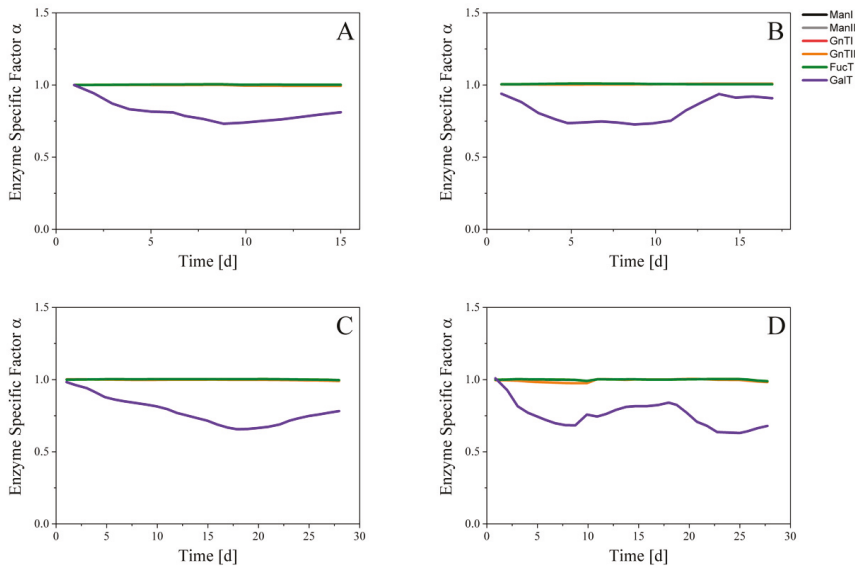 A
Enzyme Specific Factor α
1.5
1.0
0.5
0.0
0
5
10
15
Time [d]
B
Enzyme Specific Factor α
1.5
1.0
0.5
0.0
0
5
10
15
Time [d]
ManI
ManII
GnTI
GnTII
FucT
GalT
C
Enzyme Specific Factor α
1.5
1.0
0.5
0.0
0
5
10
15
20
25
30
Time [d]
D
Enzyme Specific Factor α
1.5
1.0
0.5
0.0
0
5
10
15
20
25
30
Time [d]